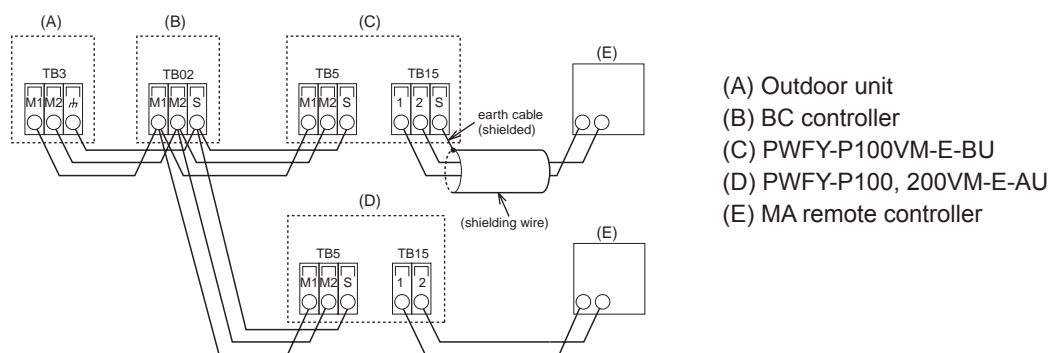 (A)
(B)
(C)
(E)
TB3
TB02
TB5
TB15
M1 M2
M1 M2 S
M1 M2 S
1 2 S
earth cable
(shielded)
(shielding wire)
(D)
(E)
TB5
TB15
M1 M2 S
1 2
(A) Outdoor unit
(B) BC controller
(C) PWFY-P100VM-E-BU
(D) PWFY-P100, 200VM-E-AU
(E) MA remote controller